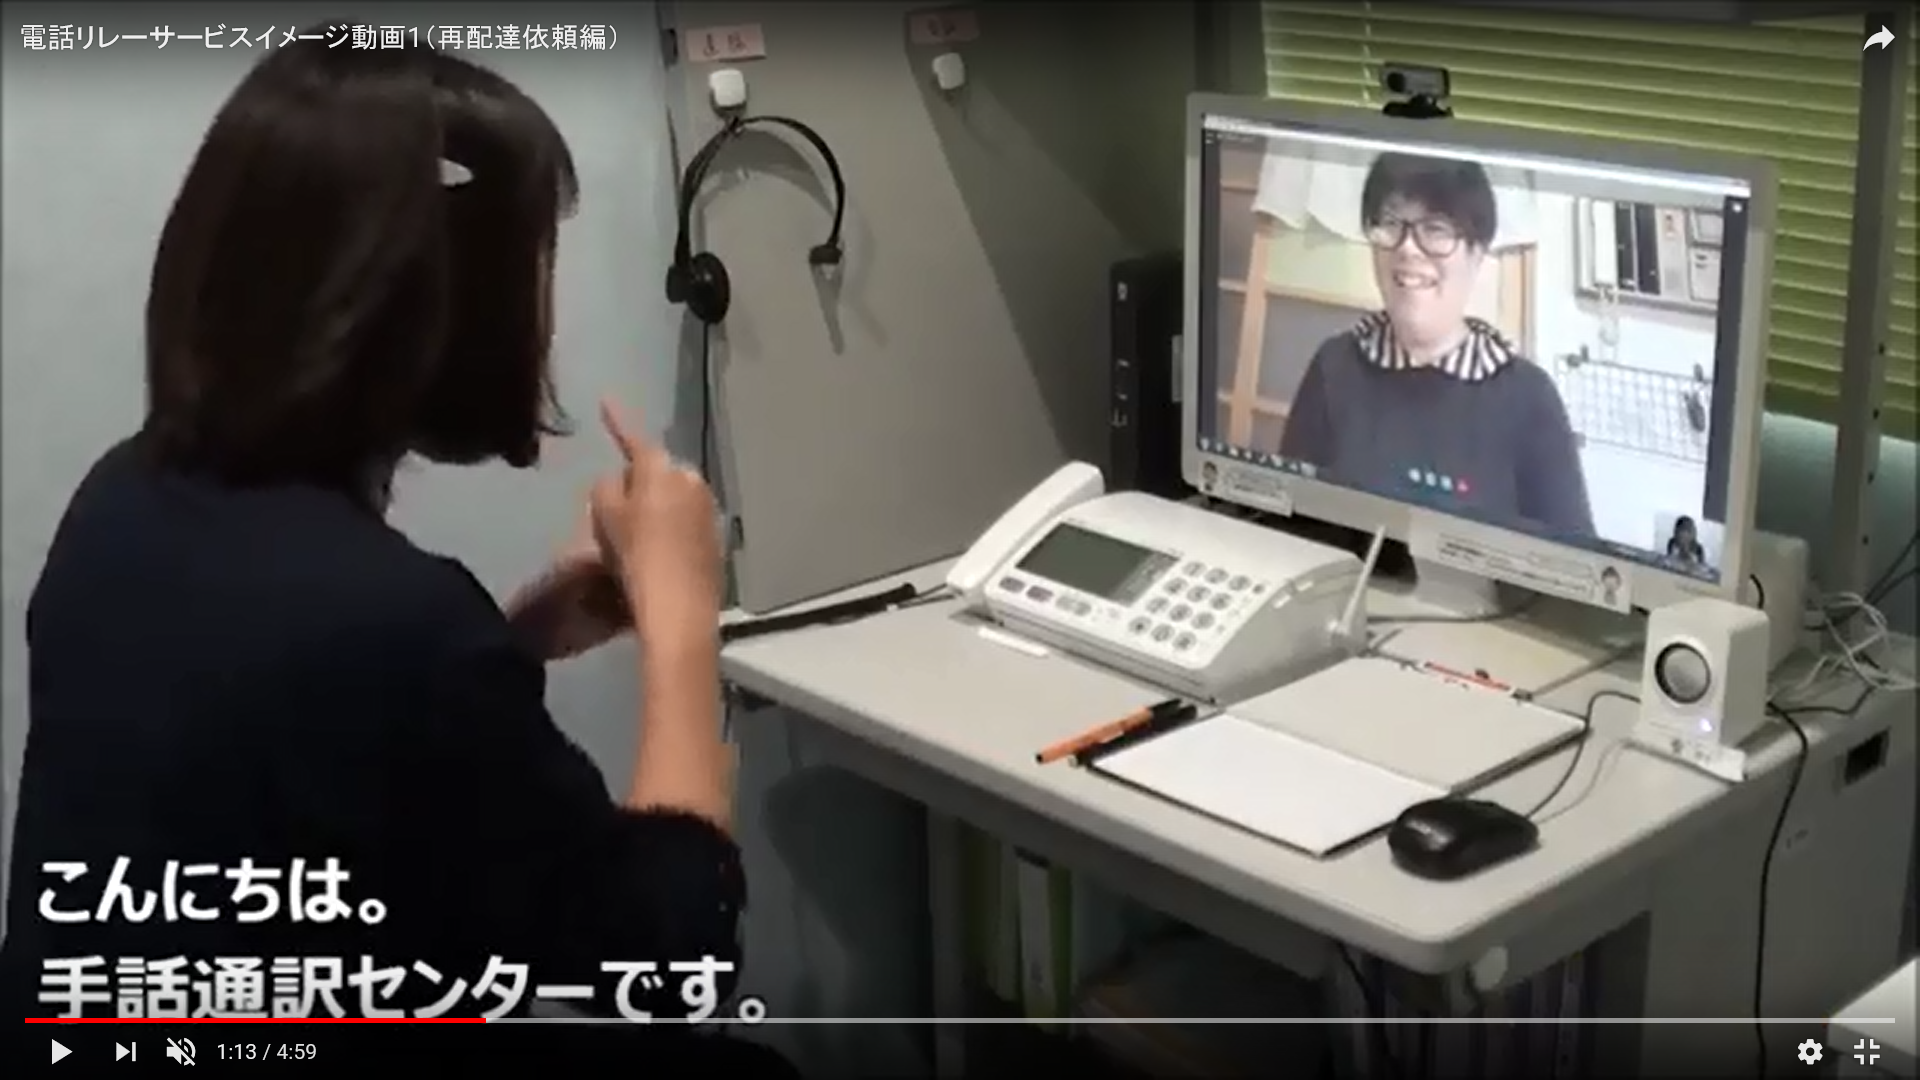 電話リレーサービスイメージ動画1（再配達依頼編）
こんにちは。
手話通訳センターです。
1:13 / 4:59